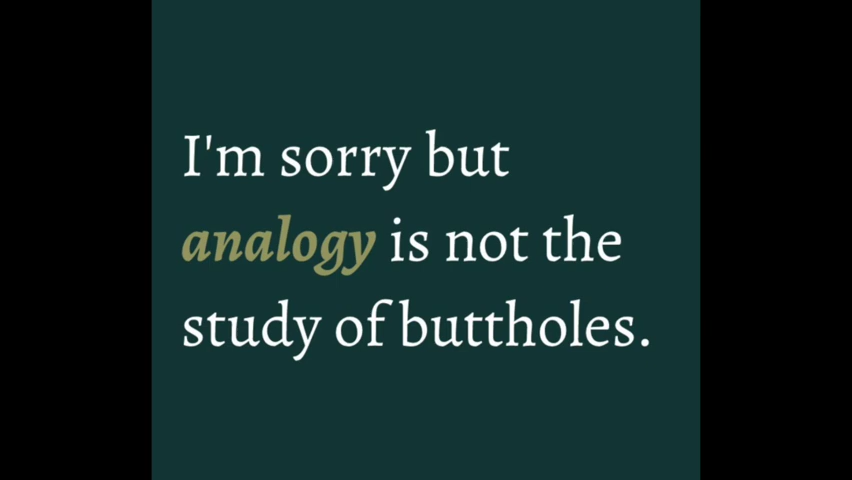 I'm sorry but
analogy is not the
study of buttholes.